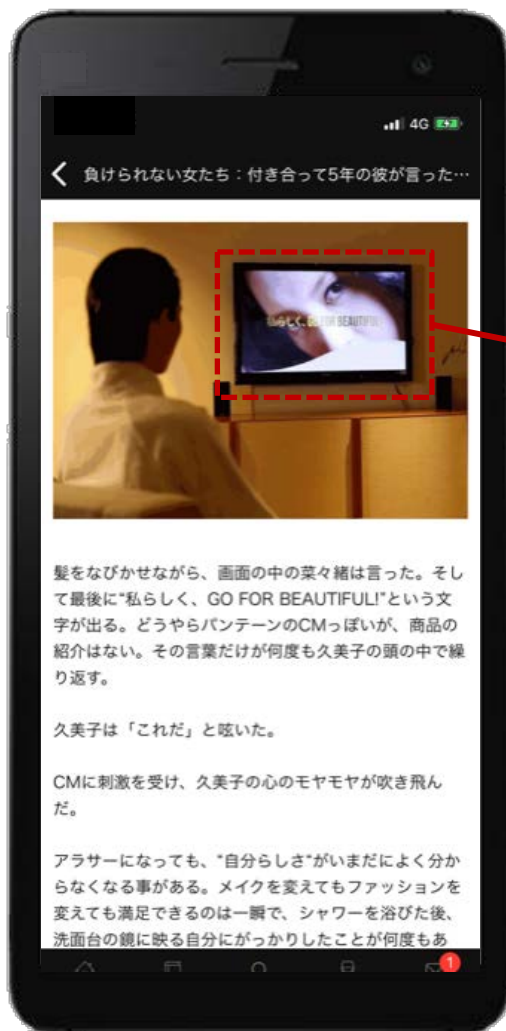 4G
負けられない女たち：付き合って5年の彼が言った…
私らしく、GO FOR BEAUTIFUL!
髪をなびかせながら、画面の中の菜々緒は言った。そし
て最後に“私らしく、GO FOR BEAUTIFUL!”という文
字が出る。どうやらパンテーンのCMっぽいが、商品の
紹介はない。その言葉だけが何度も久美子の頭の中で繰
り返す。
久美子は「これだ」と呟いた。
CMに刺激を受け、久美子の心のモヤモヤが吹き飛ん
だ。
アラサーになっても、“自分らしさ“がいまだによく分か
らなくなる事がある。メイクを変えてもファッションを
変えても満足できるのは一瞬で、シャワーを浴びた後、
洗面台の鏡に映る自分にがっかりしたことが何度もあ
1